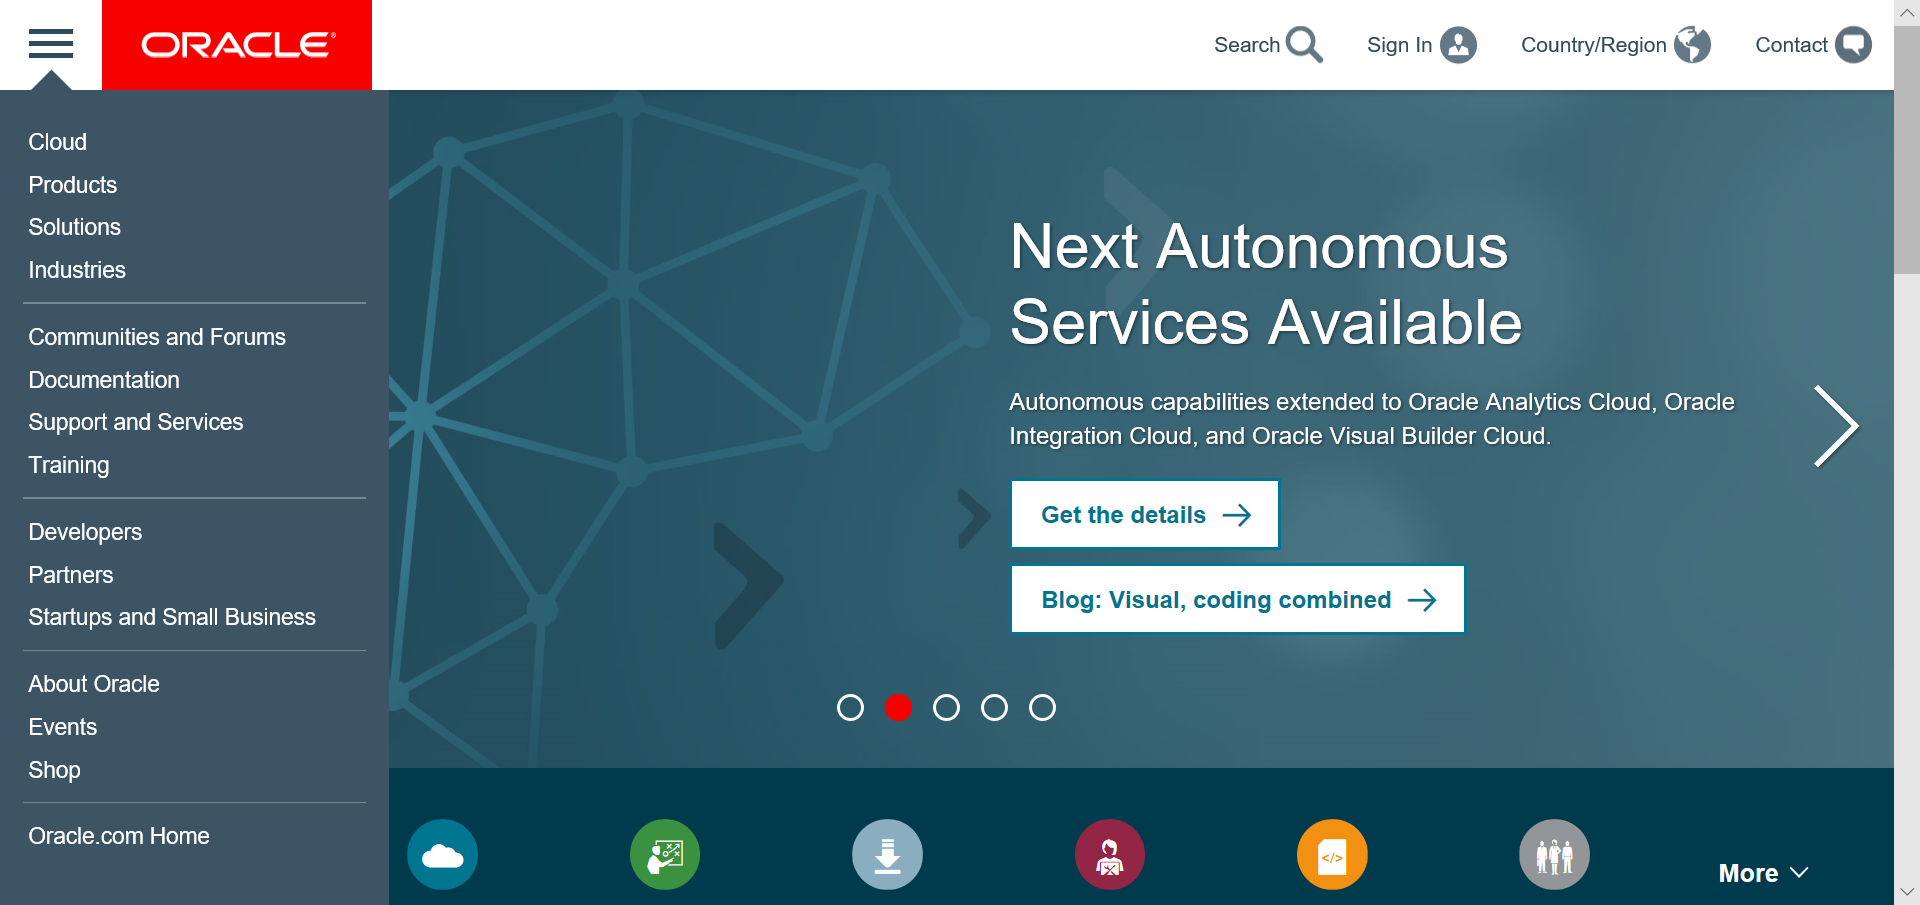 ORACLE®
Search
Sign In
Country/Region
Contact
Cloud
Products
Solutions
Industries
Communities and Forums
Documentation
Support and Services
Training
Developers
Partners
Startups and Small Business
About Oracle
Events
Shop
Oracle.com Home
Next Autonomous
Services Available
Autonomous capabilities extended to Oracle Analytics Cloud, Oracle
Integration Cloud, and Oracle Visual Builder Cloud.
Get the details
Blog: Visual, coding combined
</>
More